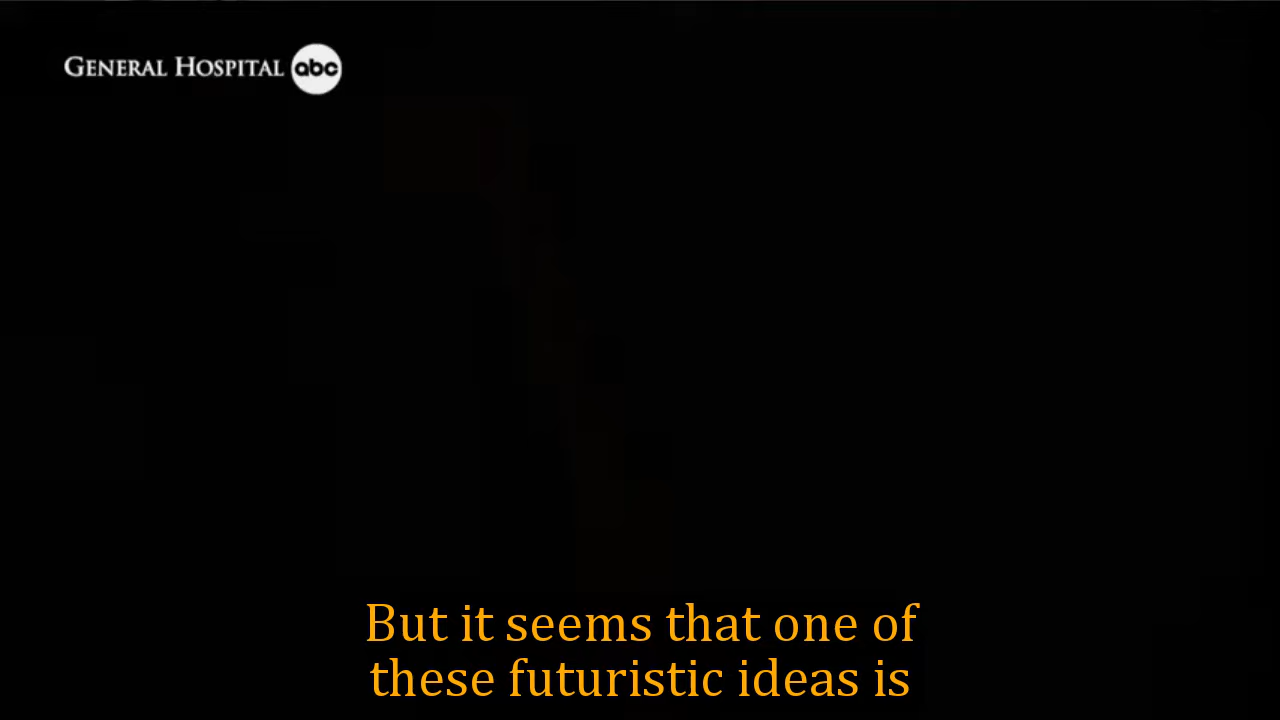 GENERAL HOSPITAL abc
But it seems that one of
these futuristic ideas is